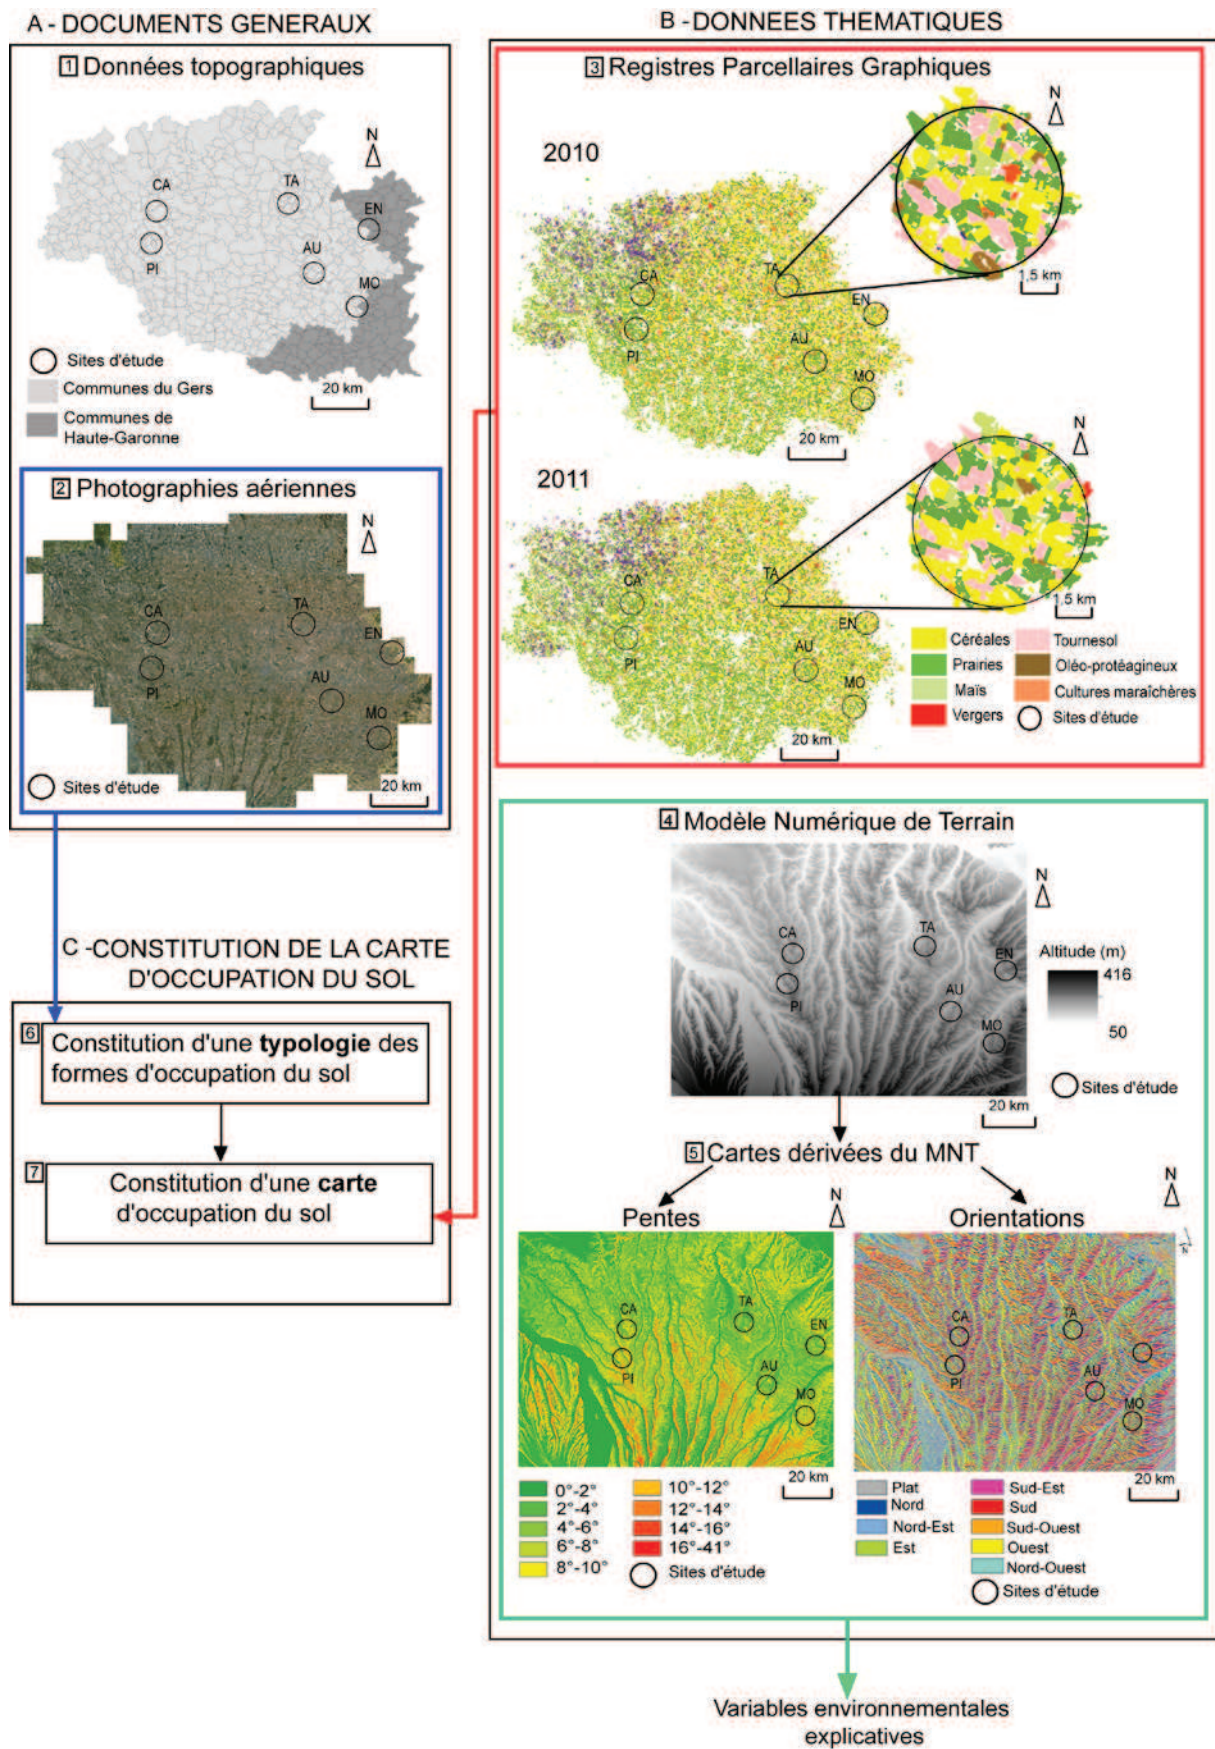 A - DOCUMENTS GENERAUX
1 Données topographiques
N
CA
TA
EN
PI
AU
MO
Sites d'étude
Communes du Gers
Communes de
Haute-Garonne
20 km
2 Photographies aériennes
N
CA
TA
EN
PI
AU
MO
Sites d'étude
20 km
B - DONNEES THEMATIQUES
3 Registres Parcellaires Graphiques
N
2010
CA
TA
EN
PI
AU
MO
1,5 km
20 km
N
2011
CA
TA
EN
PI
AU
MO
1,5 km
20 km
Céréales
Prairies
Maïs
Vergers
Tournesol
Oléo-protéagineux
Cultures maraîchères
Sites d'étude
4 Modèle Numérique de Terrain
N
CA
TA
EN
PI
AU
MO
Altitude (m)
416
50
Sites d'étude
20 km
5 Cartes dérivées du MNT
Pentes
N
CA
TA
EN
PI
AU
MO
20 km
0°-2°
2°-4°
4°-6°
6°-8°
8°-10°
10°-12°
12°-14°
14°-16°
16°-41°
Sites d'étude
Orientations
N
N
CA
TA
PI
AU
MO
20 km
Plat
Nord
Nord-Est
Est
Sud-Est
Sud
Sud-Ouest
Ouest
Nord-Ouest
Sites d'étude
Variables environnementales
explicatives
C -CONSTITUTION DE LA CARTE
D'OCCUPATION DU SOL
6 Constitution d'une typologie des
formes d'occupation du sol
7 Constitution d'une carte
d'occupation du sol